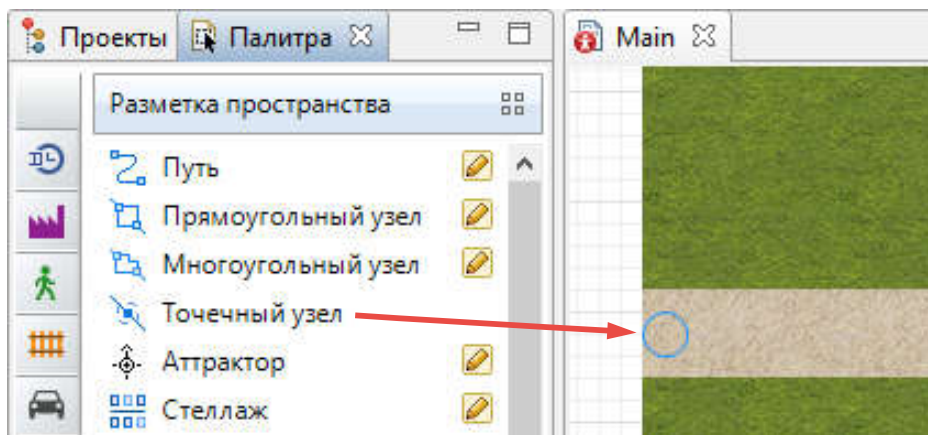 Проекты Палитра Main
Разметка пространства
Путь
Прямоугольный узел
Многоугольный узел
Точечный узел
Аттрактор
Стеллаж